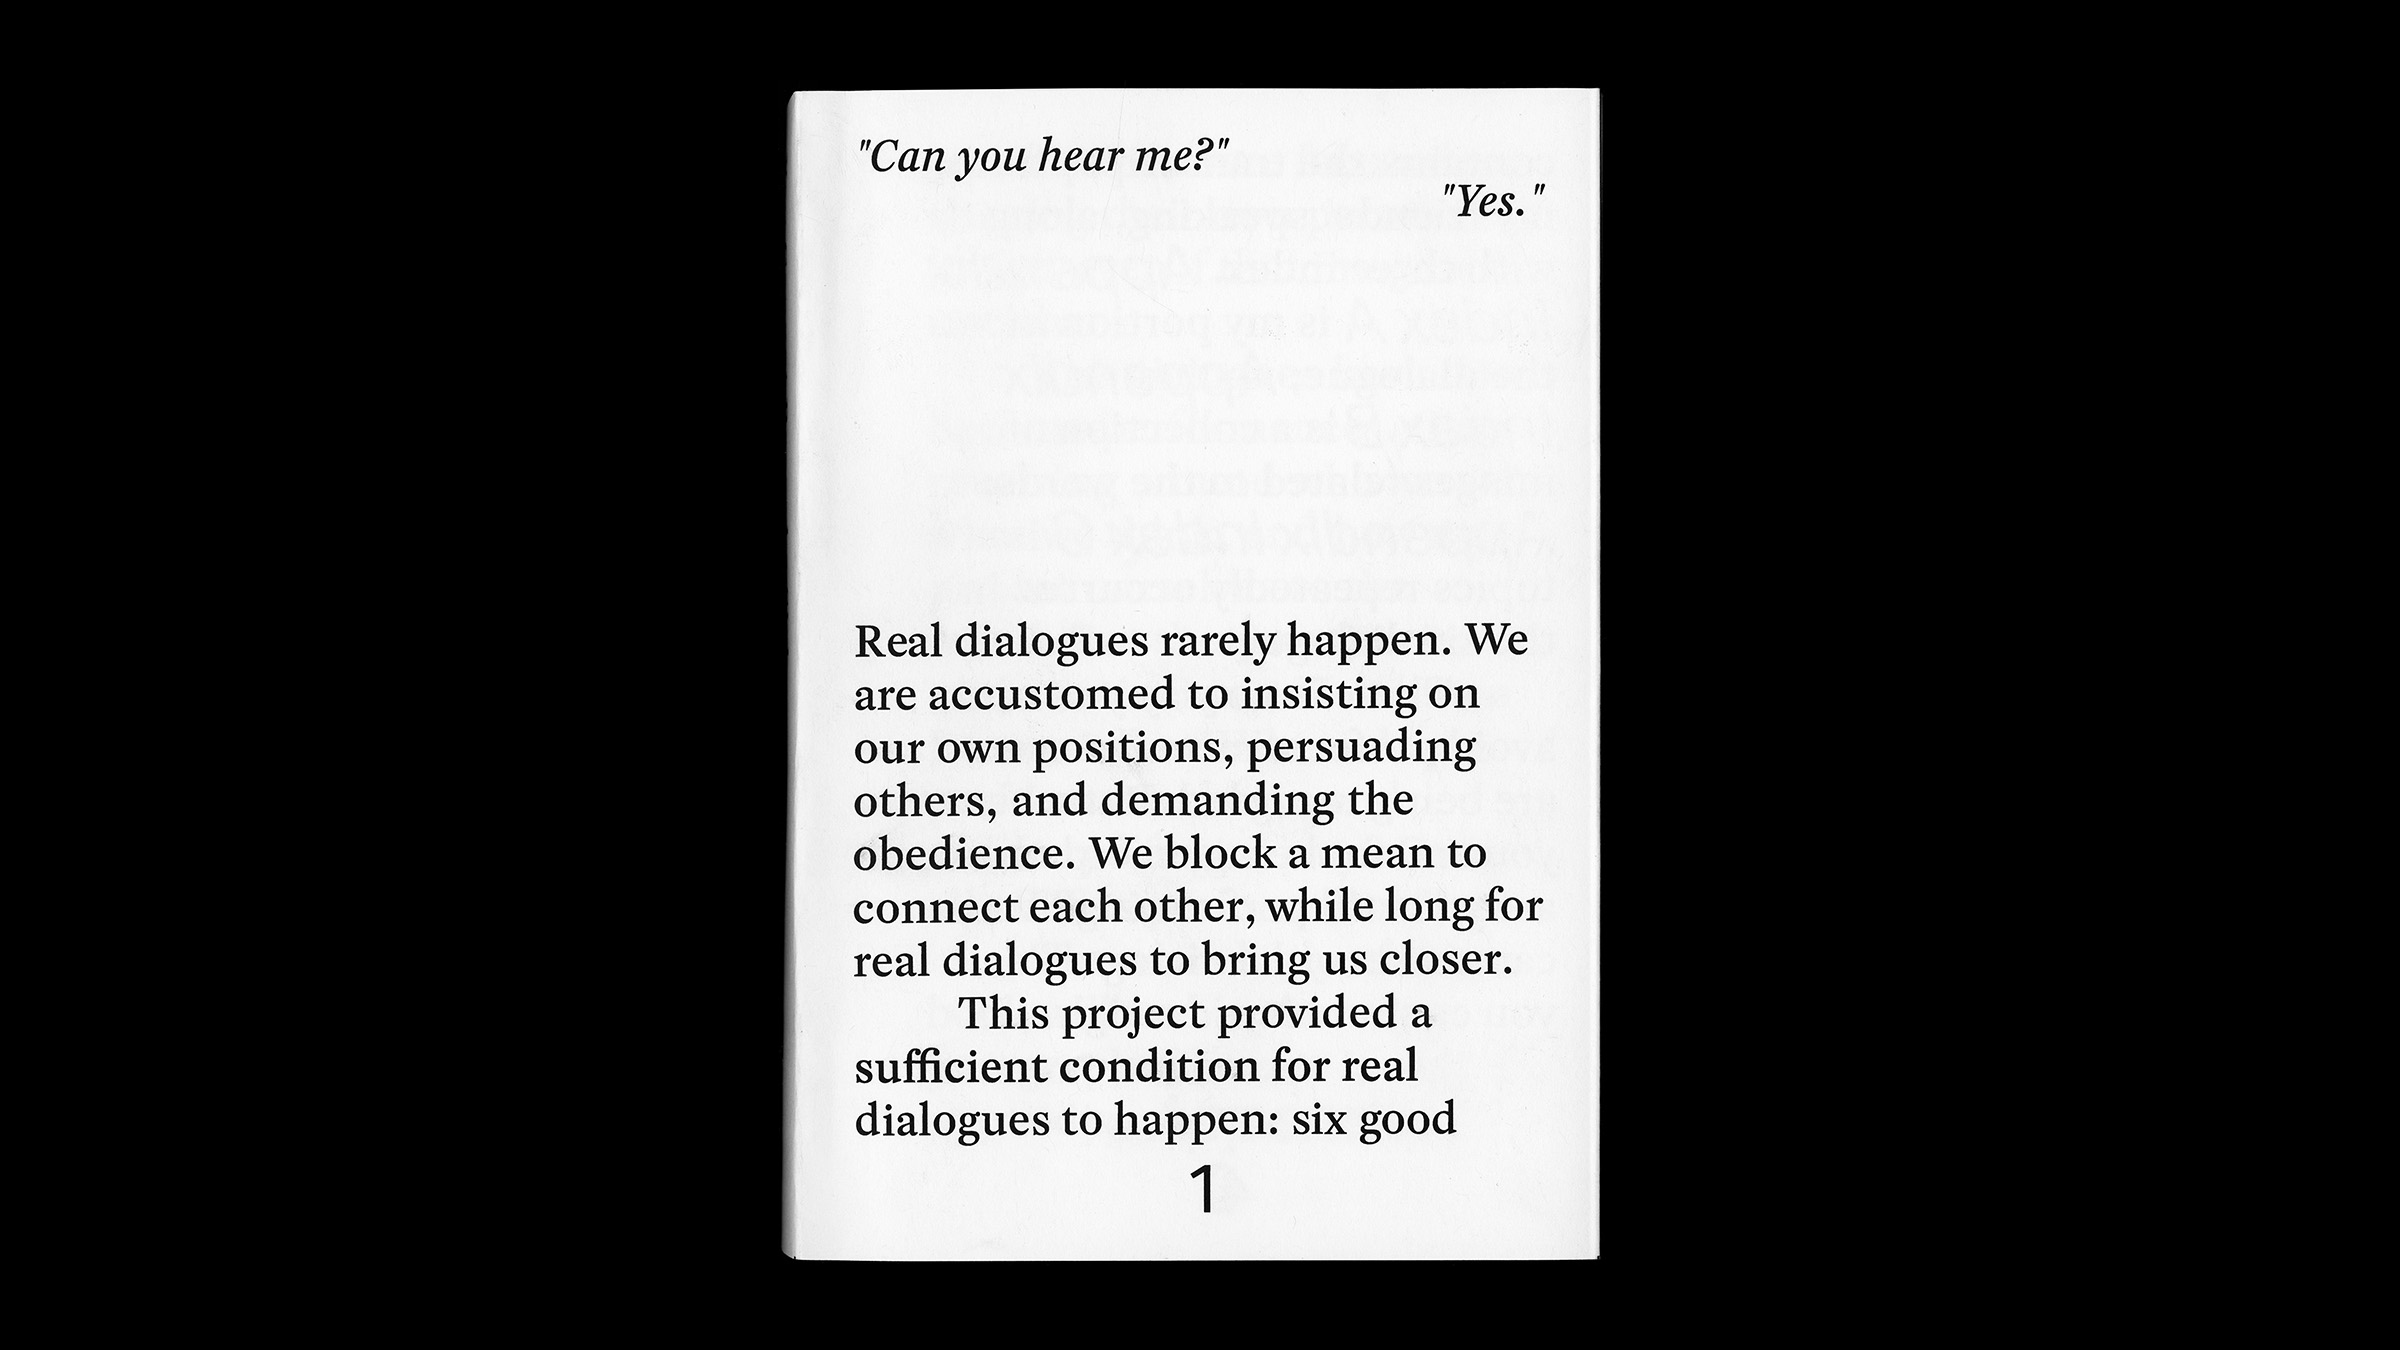 "Can you hear me?"
"Yes."
Real dialogues rarely happen. We
are accustomed to insisting on
our own positions, persuading
others, and demanding the
obedience. We block a mean to
connect each other, while long for
real dialogues to bring us closer.
This project provided a
sufficient condition for real
dialogues to happen: six good
1